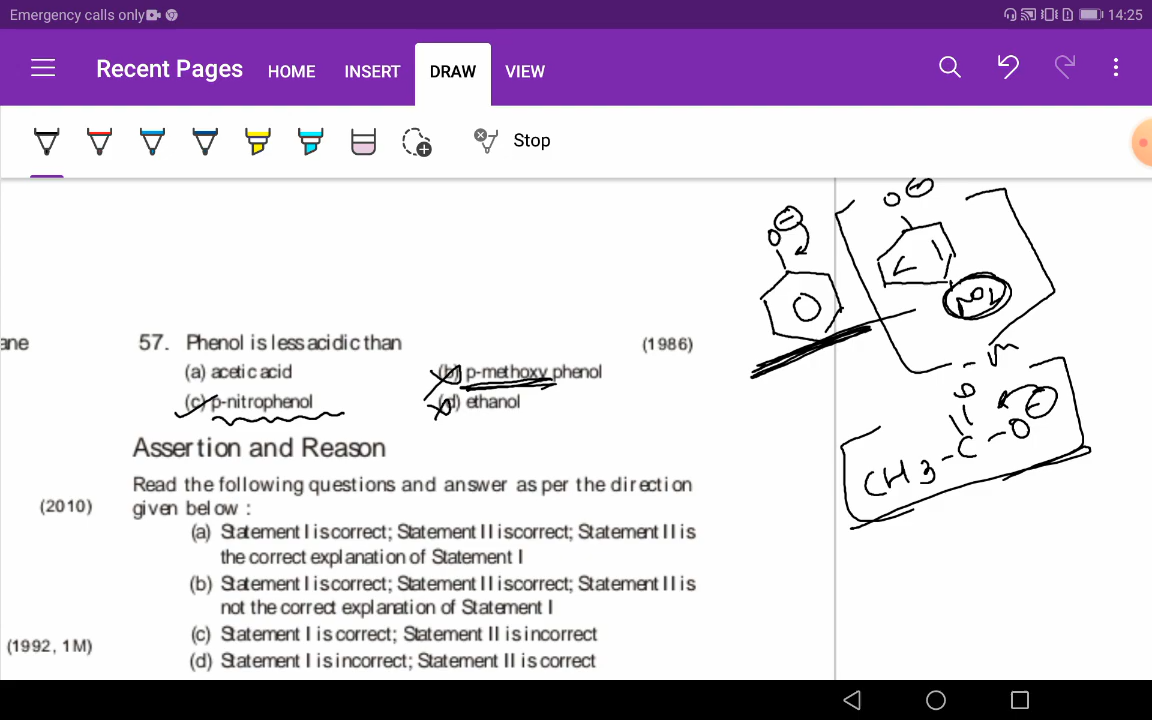 Emergency calls only 14:25
Recent Pages HOME INSERT DRAW VIEW
Stop
ane 57. Phenol is less acidic than (1986)
(a) acetic acid (b) p-methoxy phenol
(c) p-nitrophenol (d) ethanol
Assertion and Reason
Read the following questions and answer as per the direction
(2010) given below :
(a) Statement I is correct; Statement II is correct; Statement II is
the correct explanation of Statement I
(b) Statement I is correct; Statement II is correct; Statement II is
not the correct explanation of Statement I
(c) Statement I is correct; Statement II is incorrect
(1992, 1M)
(d) Statement I is incorrect; Statement II is correct
O
O
NO2
O
CH3-C-O